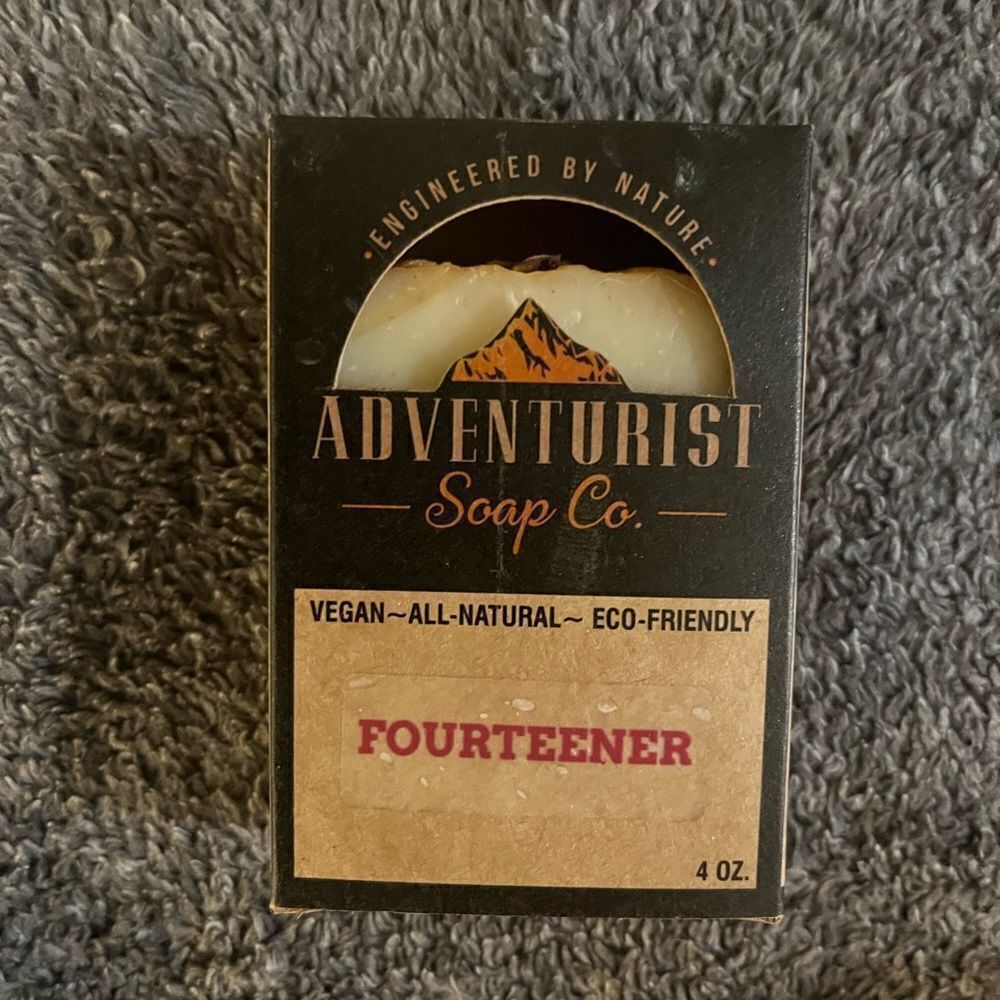 •ENGINEERED BY NATURE•
ADVENTURIST
Soap Co.
VEGAN~ALL-NATURAL~ ECO-FRIENDLY
FOURTEENER
4 OZ.